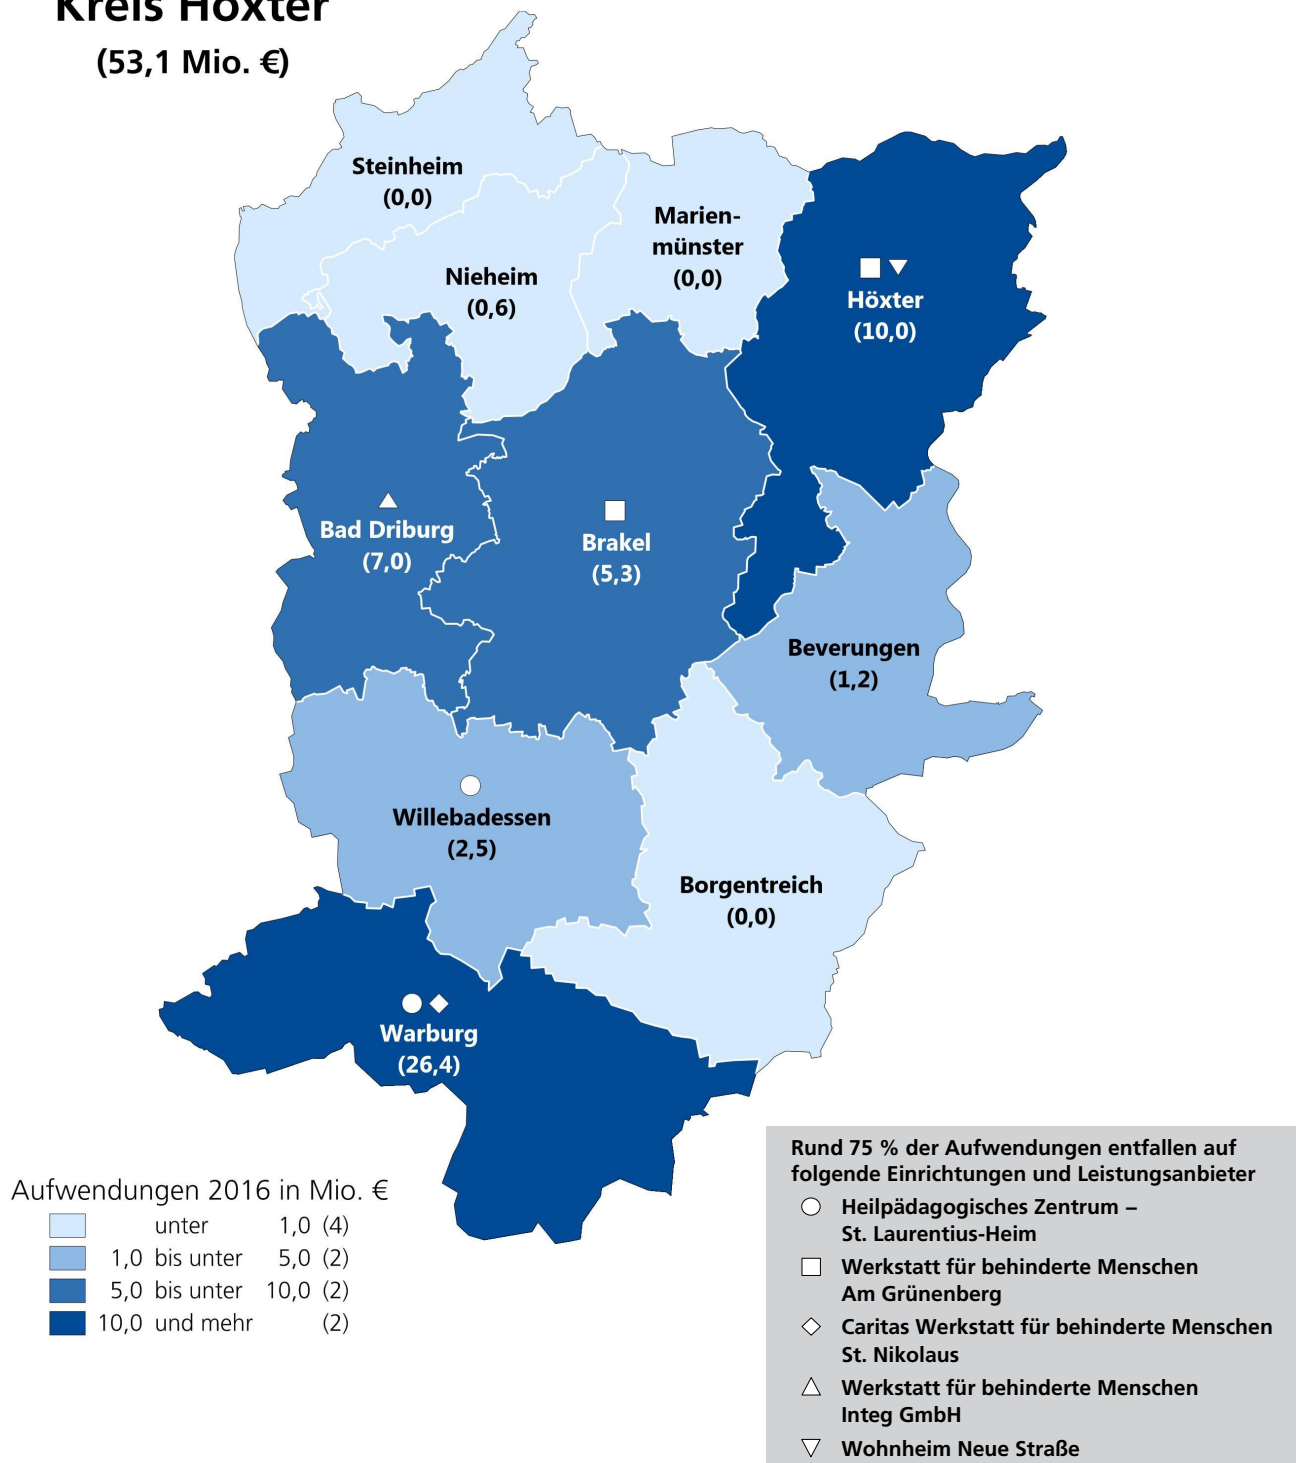 Kreis Höxter
(53,1 Mio. €)
Steinheim
(0,0)
Marien-
münster
(0,0)
Nieheim
(0,6)
Höxter
(10,0)
Bad Driburg
(7,0)
Brakel
(5,3)
Beverungen
(1,2)
Willebadessen
(2,5)
Borgentreich
(0,0)
Warburg
(26,4)
Aufwendungen 2016 in Mio. €
unter 1,0 (4)
1,0 bis unter 5,0 (2)
5,0 bis unter 10,0 (2)
10,0 und mehr (2)
Rund 75 % der Aufwendungen entfallen auf
folgende Einrichtungen und Leistungsanbieter
Heilpädagogisches Zentrum –
St. Laurentius-Heim
Werkstatt für behinderte Menschen
Am Grünenberg
Caritas Werkstatt für behinderte Menschen
St. Nikolaus
Werkstatt für behinderte Menschen
Integ GmbH
Wohnheim Neue Straße